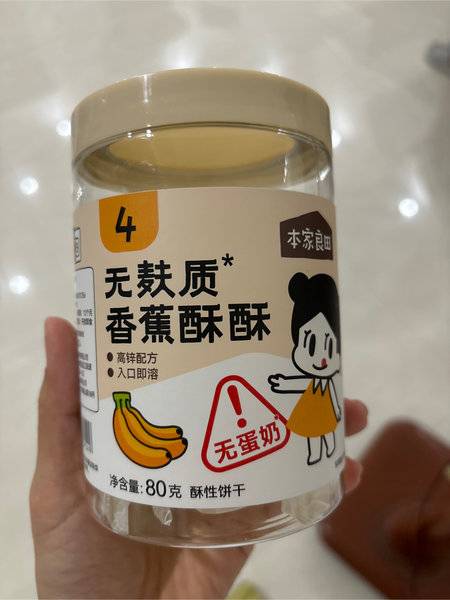 4
本家良田
无麸质*
香蕉酥酥
●高锌配方
●入口即溶
!
无蛋奶
净含量:80克 酥性饼干